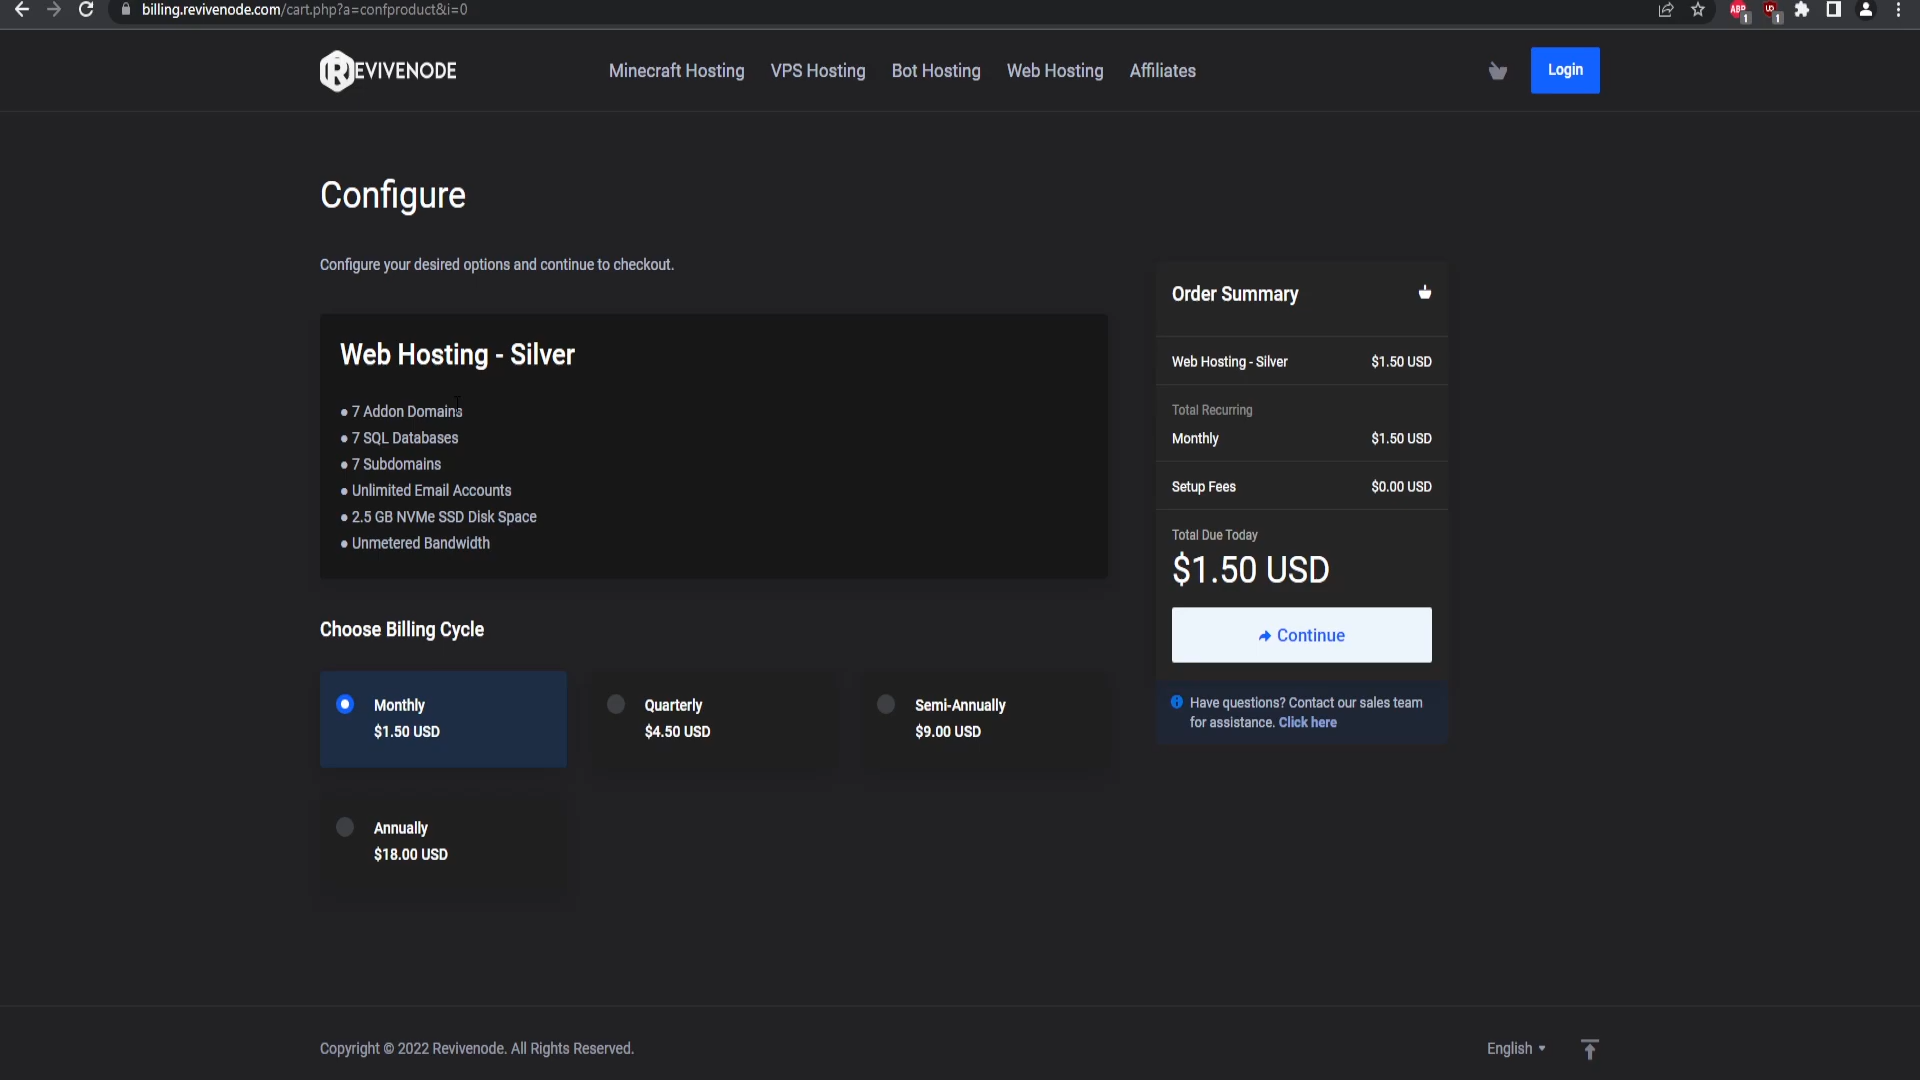 billing.revivenode.com/cart.php?a=confproduct&i=0
ABP 1
UO 1
REVIVENODE
Minecraft Hosting
VPS Hosting
Bot Hosting
Web Hosting
Affiliates
Login
Configure
Configure your desired options and continue to checkout.
Web Hosting - Silver
● 7 Addon Domains
● 7 SQL Databases
● 7 Subdomains
● Unlimited Email Accounts
● 2.5 GB NVMe SSD Disk Space
● Unmetered Bandwidth
Choose Billing Cycle
Monthly
$1.50 USD
Quarterly
$4.50 USD
Semi-Annually
$9.00 USD
Annually
$18.00 USD
Order Summary
Web Hosting - Silver $1.50 USD
Total Recurring
Monthly $1.50 USD
Setup Fees $0.00 USD
Total Due Today
$1.50 USD
Continue
Have questions? Contact our sales team
for assistance. Click here
Copyright © 2022 Revivenode. All Rights Reserved.
English